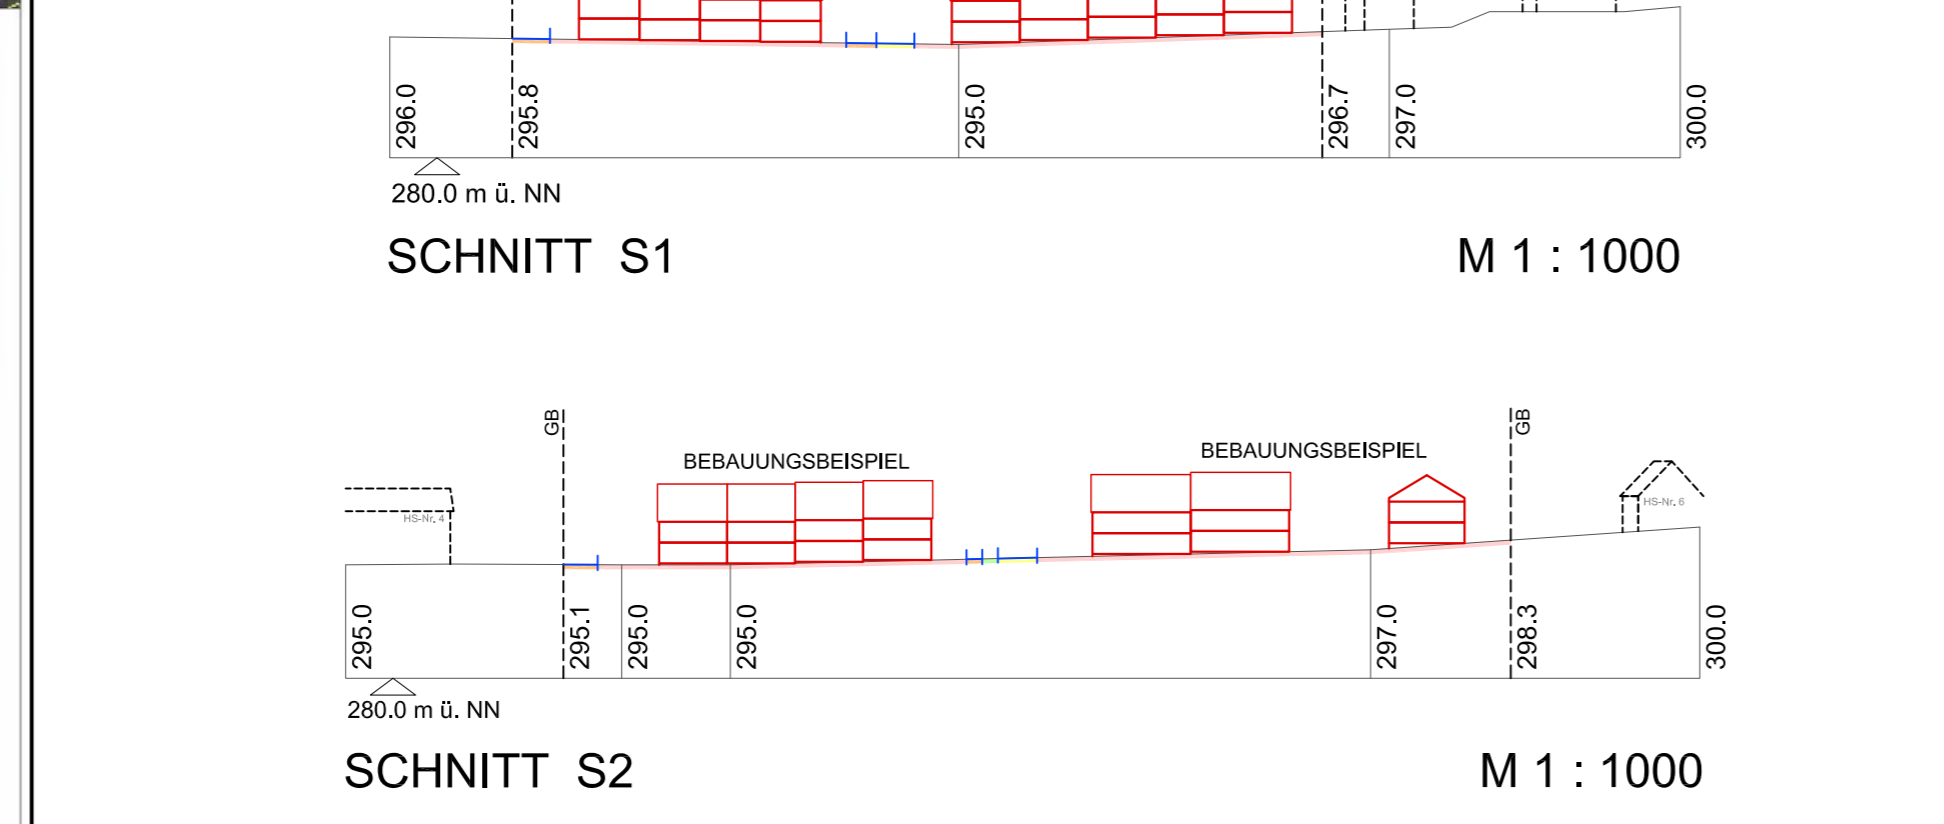 296.0 295.8 295.0 296.7 297.0 300.0
280.0 m ü. NN
SCHNITT S1 M 1 : 1000
GB GB
BEBAUUNGSBEISPIEL BEBAUUNGSBEISPIEL
HS-Nr. 4 HS-Nr. 6
295.0 295.1 295.0 295.0 297.0 298.3 300.0
280.0 m ü. NN
SCHNITT S2 M 1 : 1000